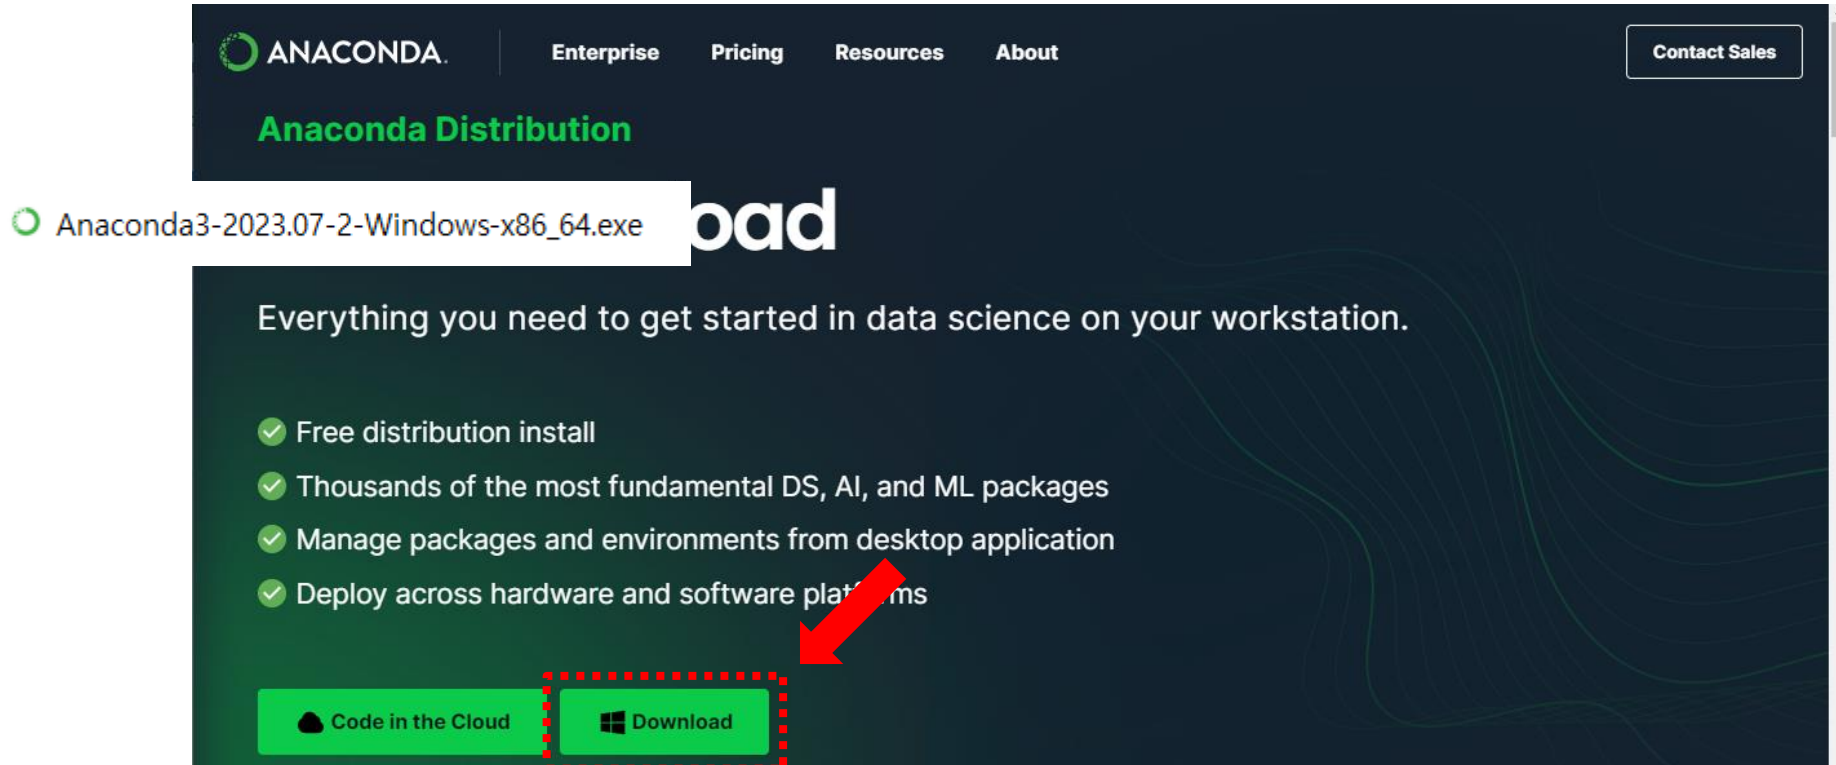 ANACONDA.
Enterprise
Pricing
Resources
About
Contact Sales
Anaconda Distribution
Anaconda3-2023.07-2-Windows-x86_64.exe
Everything you need to get started in data science on your workstation.
Free distribution install
Thousands of the most fundamental DS, AI, and ML packages
Manage packages and environments from desktop application
Deploy across hardware and software
Code in the Cloud
Download